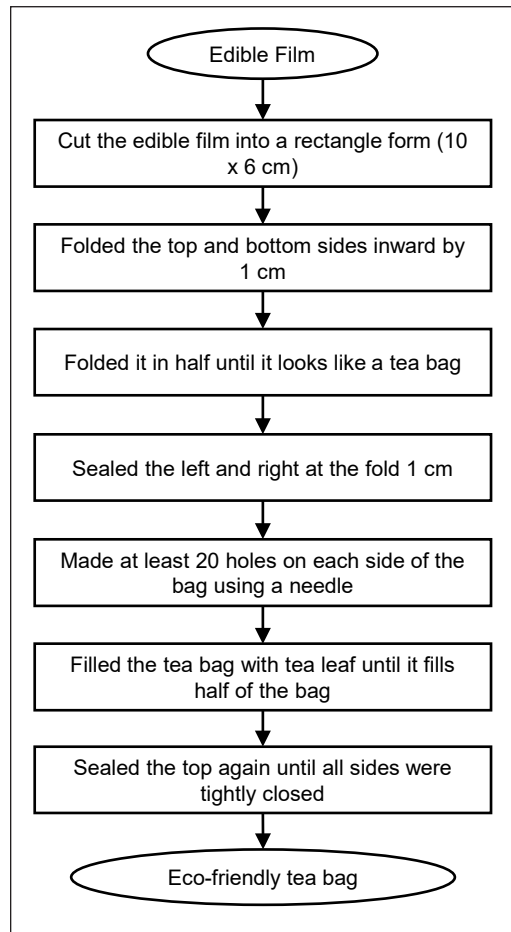 Edible Film
Cut the edible film into a rectangle form (10
x 6 cm)
Folded the top and bottom sides inward by
1 cm
Folded it in half until it looks like a tea bag
Sealed the left and right at the fold 1 cm
Made at least 20 holes on each side of the
bag using a needle
Filled the tea bag with tea leaf until it fills
half of the bag
Sealed the top again until all sides were
tightly closed
Eco-friendly tea bag